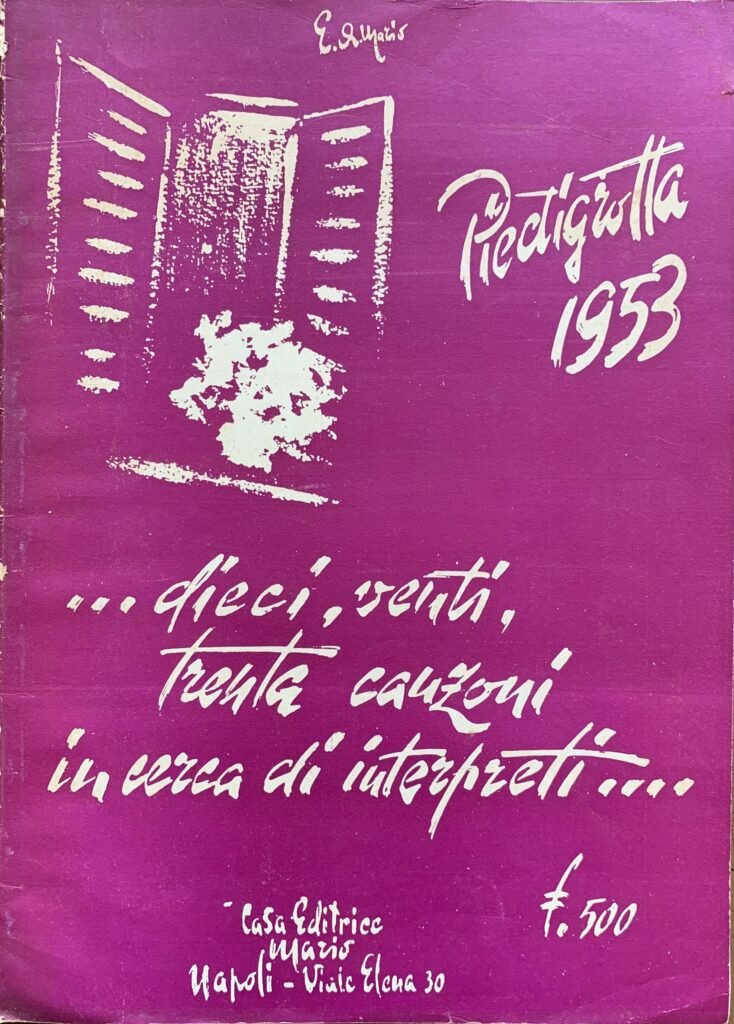 E. A. Mario
Piedigrotta
1953
...dieci, venti,
trenta canzoni
in cerca di interpreti....
Casa Editrice
Mario
Napoli - Viale Elena 30
£. 500